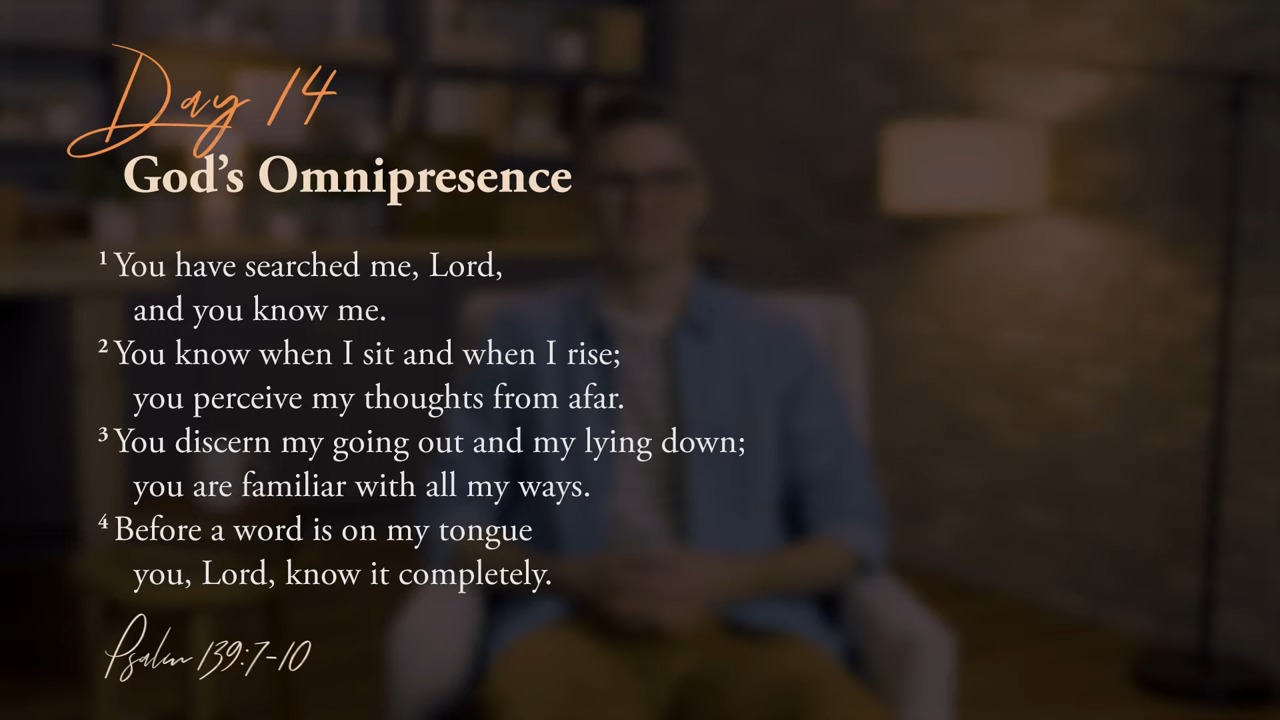 Day 14
God’s Omnipresence
¹ You have searched me, Lord,
and you know me.
² You know when I sit and when I rise;
you perceive my thoughts from afar.
³ You discern my going out and my lying down;
you are familiar with all my ways.
⁴ Before a word is on my tongue
you, Lord, know it completely.
Psalm 139:7-10